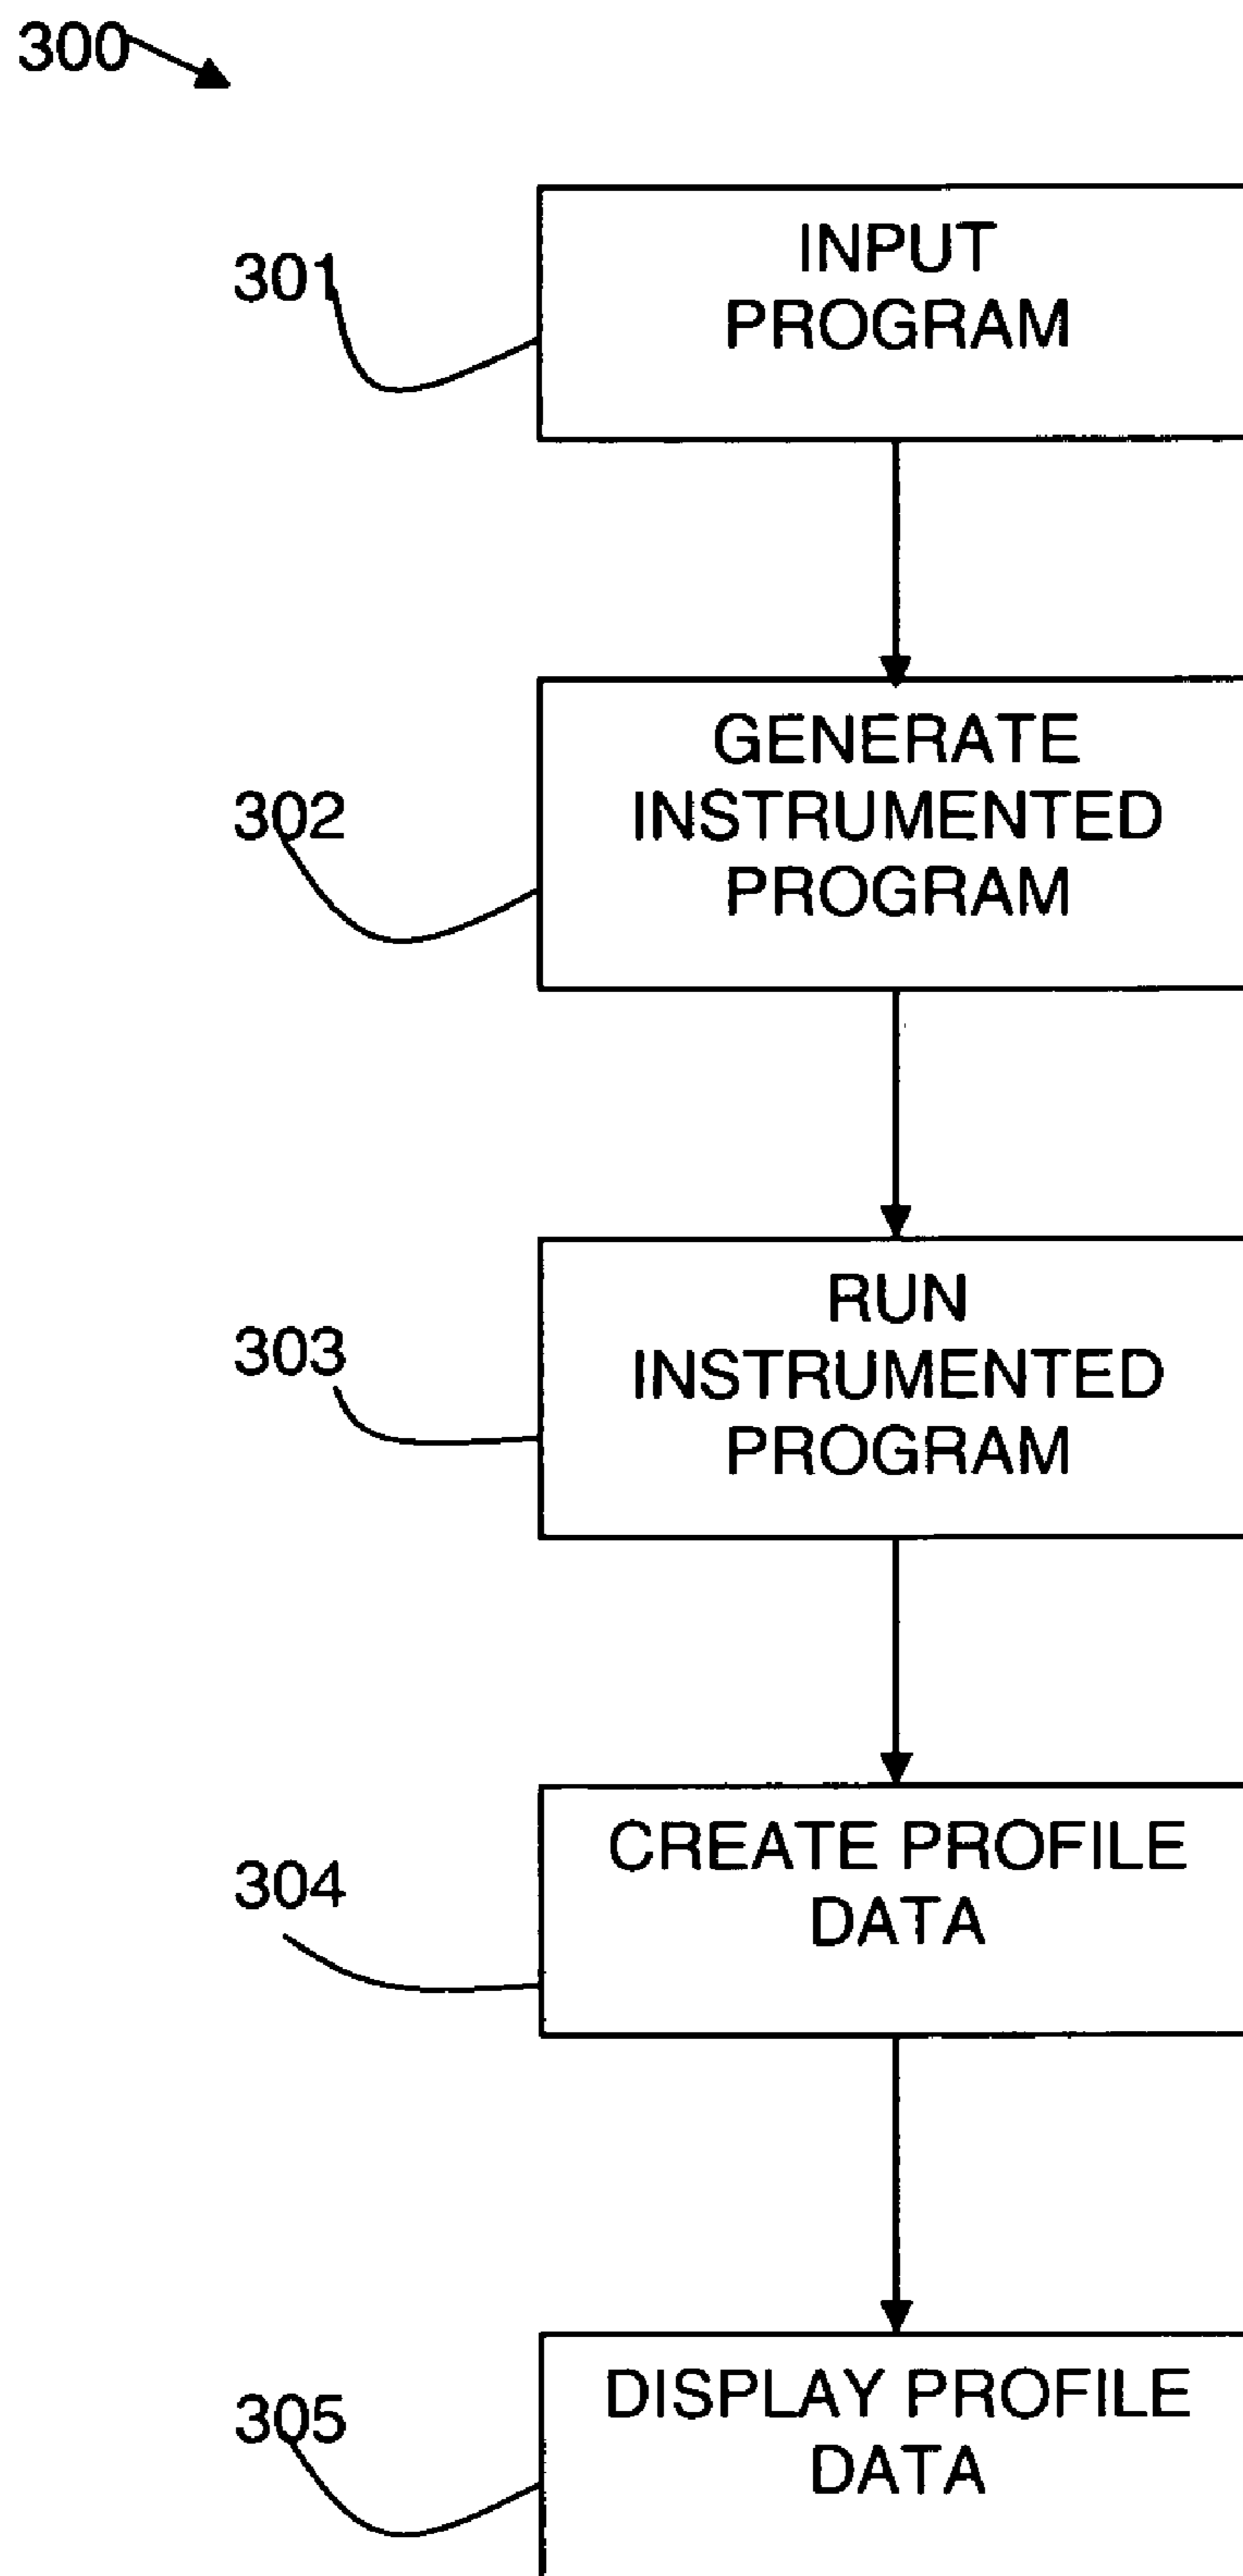 300
301
INPUT
PROGRAM
302
GENERATE
INSTRUMENTED
PROGRAM
303
RUN
INSTRUMENTED
PROGRAM
304
CREATE PROFILE
DATA
305
DISPLAY PROFILE
DATA